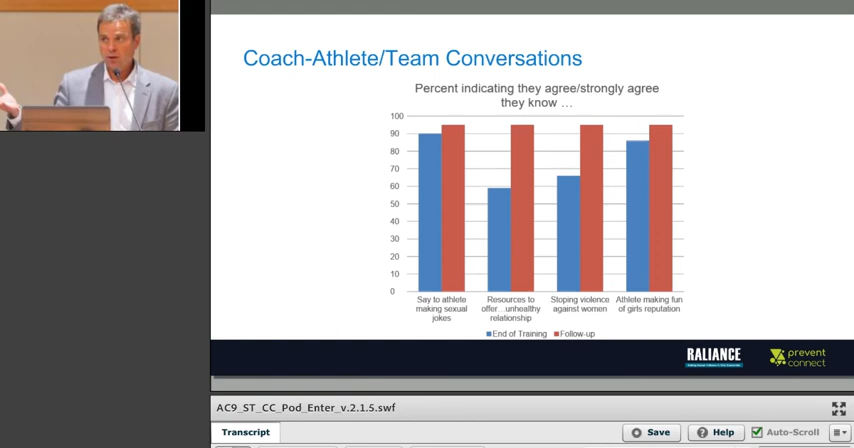 Coach-Athlete/Team Conversations
Percent indicating they agree/strongly agree
they know ...
100
90
80
70
60
50
40
30
20
10
0
Say to athlete
making sexual
jokes
Resources to
offer...unhealthy
relationship
Stoping violence
against women
Athlete making fun
of girls reputation
End of Training
Follow-up
RALIANCE
prevent
connect
AC9_ST_CC_Pod_Enter_v.2.1.5.swf
Transcript
Save
Help
Auto-Scroll